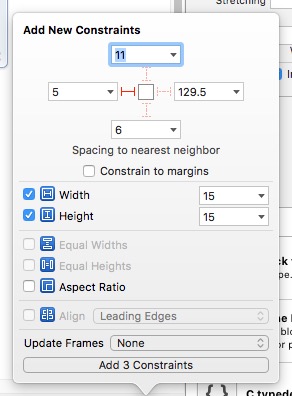 Stretching
Add New Constraints
11
5
129.5
6
Spacing to nearest neighbor
Constrain to margins
Width 15
Height 15
Equal Widths
Equal Heights
Aspect Ratio
Align Leading Edges
Update Frames None
Add 3 Constraints
{ } C typede